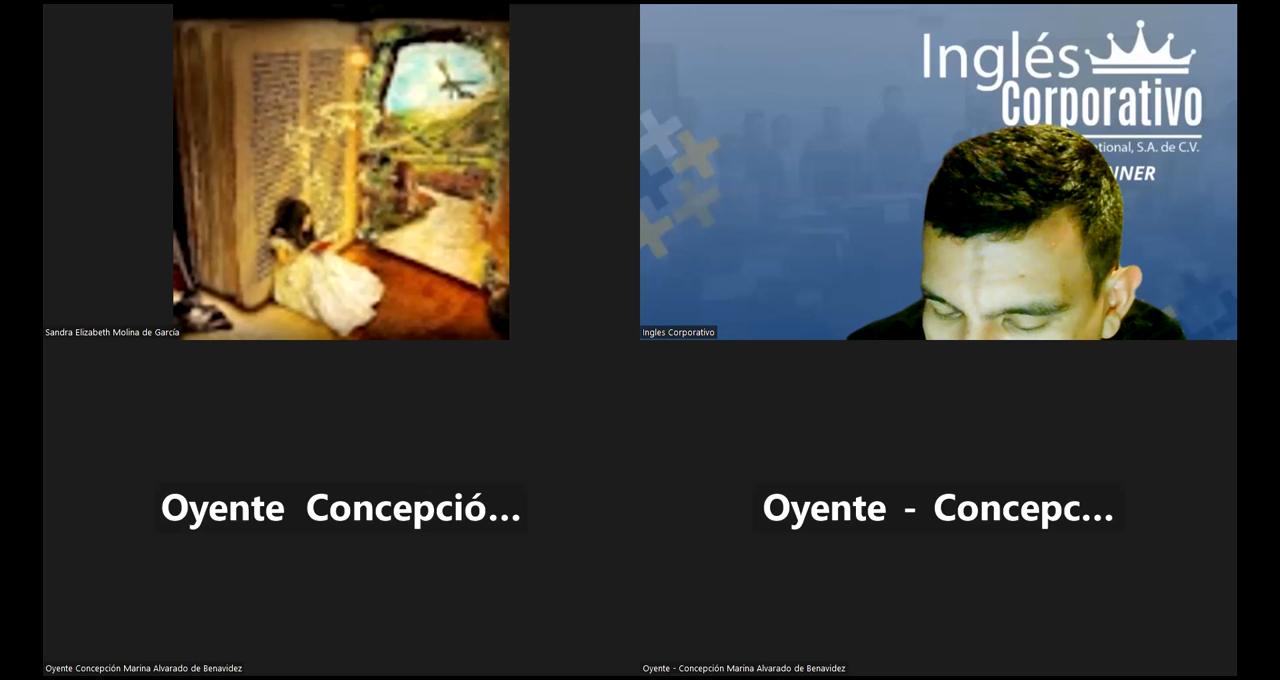 Inglés
Corporativo
ational, S.A. de C.V.
NNER
Sandra Elizabeth Molina de García
Ingles Corporativo
Oyente Concepció...
Oyente - Concepc...
Oyente Concepción Marina Alvarado de Benavidez
Oyente - Concepción Marina Alvarado de Benavidez